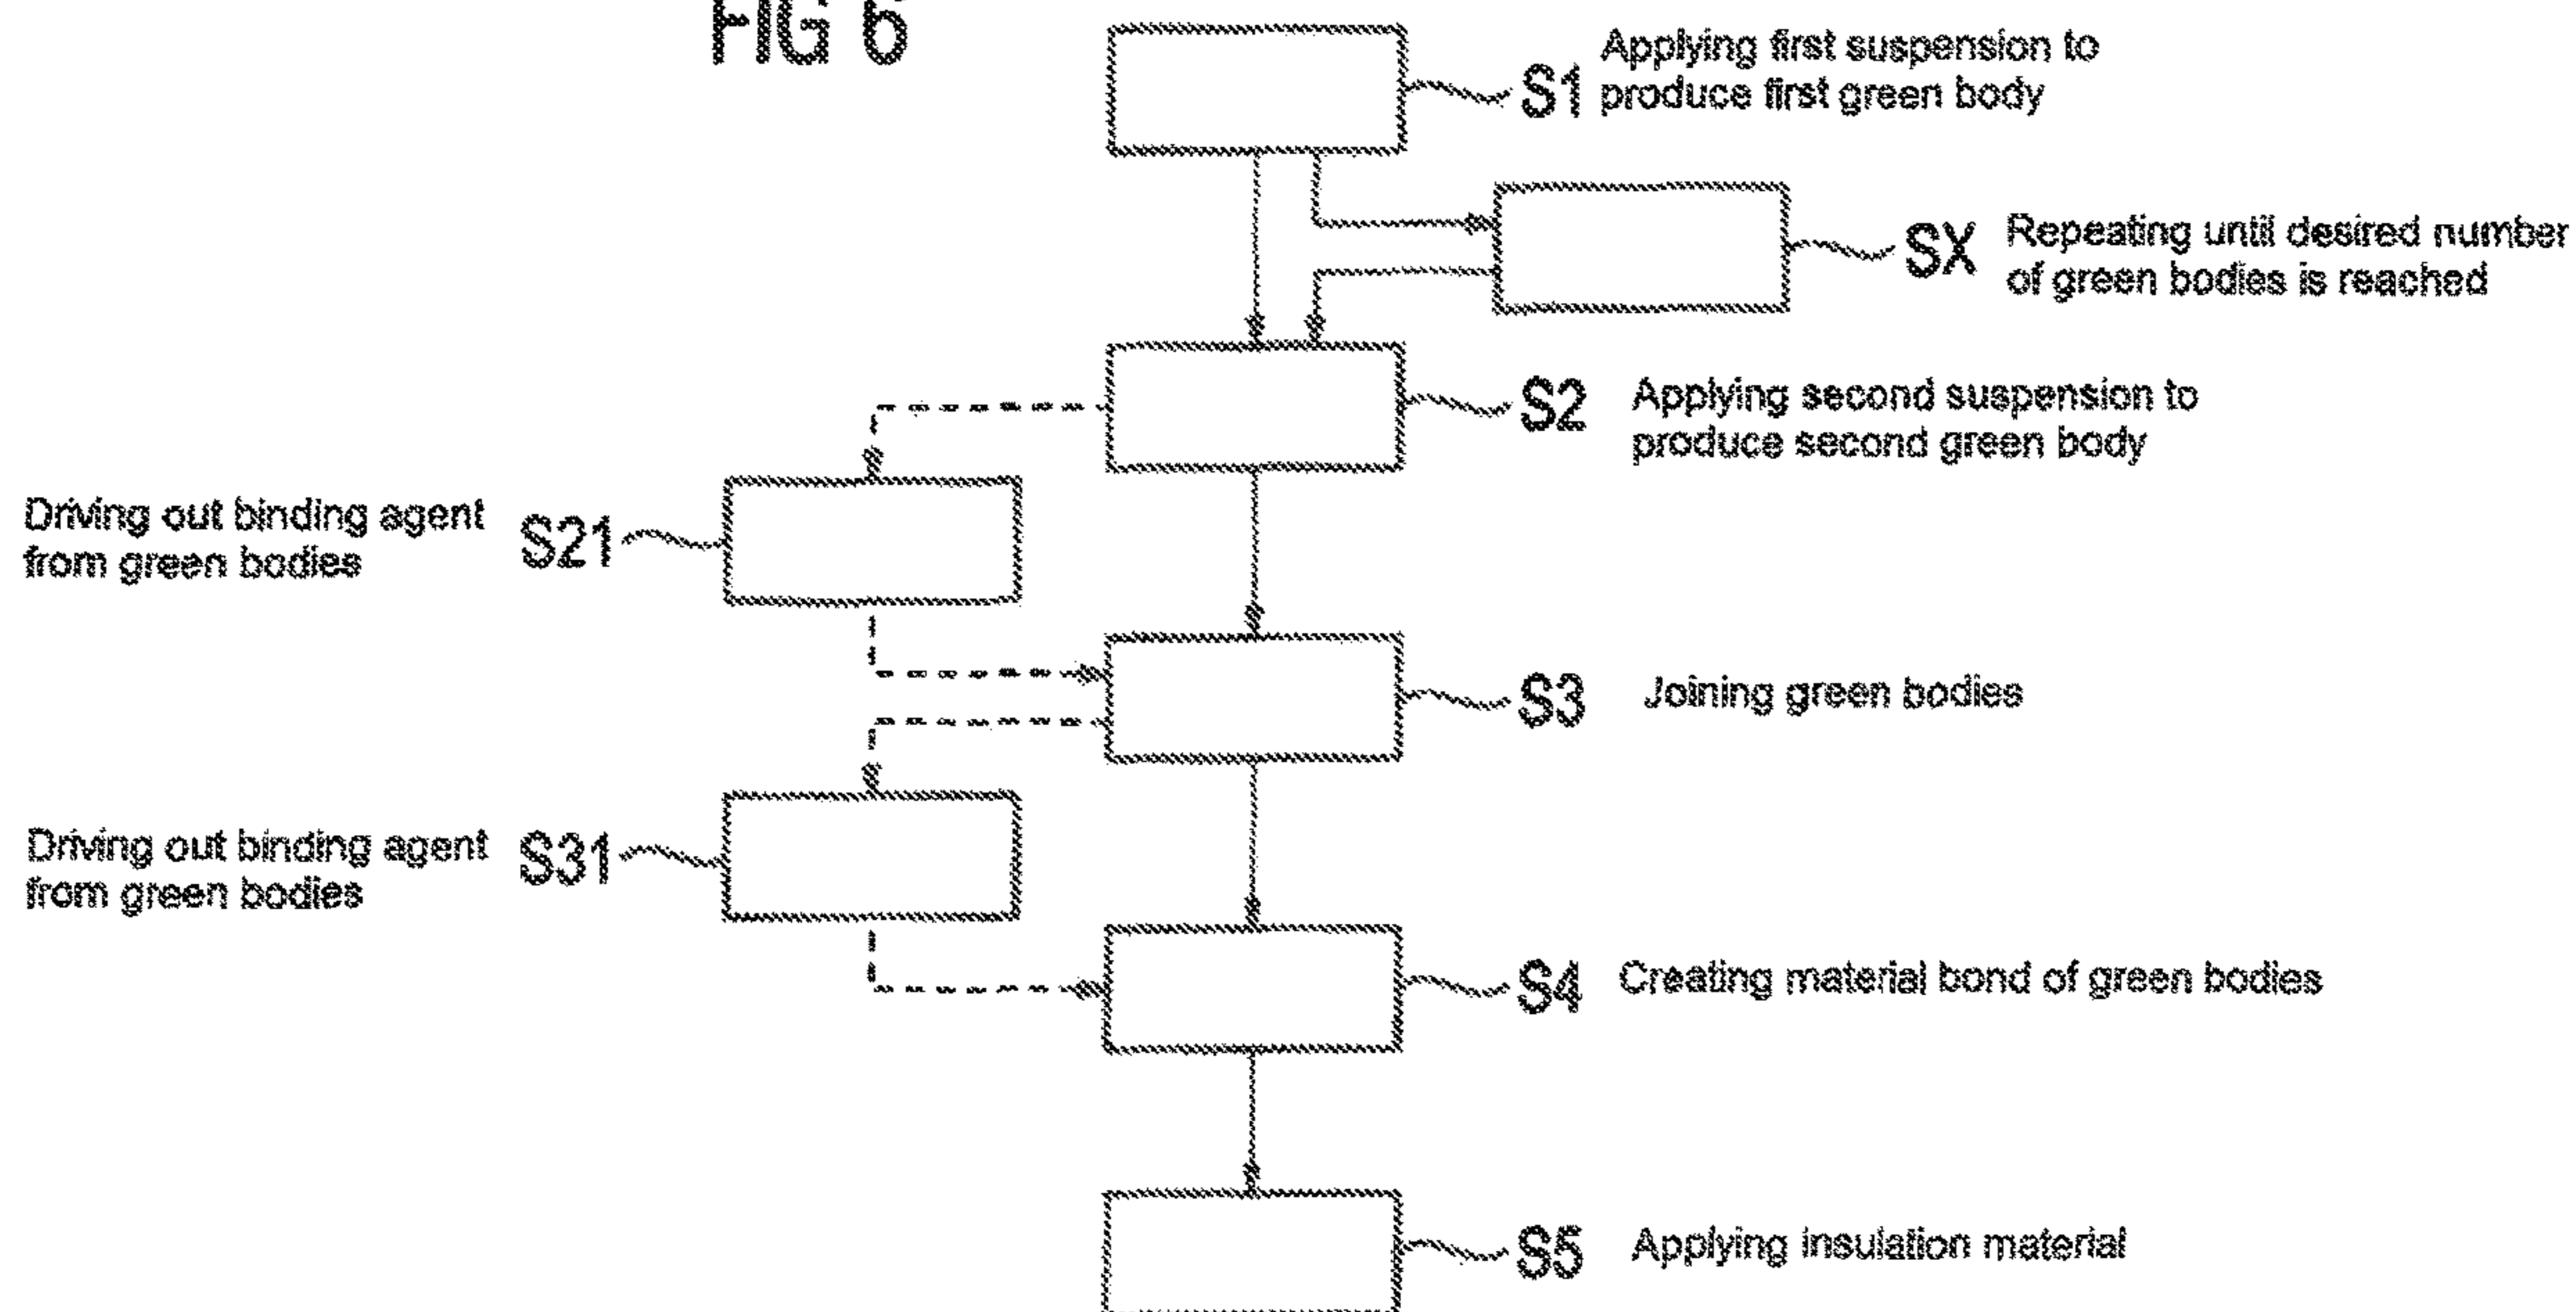 FIG 6
S1 Applying first suspension to
produce first green body
SX Repeating until desired number
of green bodies is reached
S2 Applying second suspension to
produce second green body
Driving out binding agent
from green bodies S21
S3 Joining green bodies
Driving out binding agent
from green bodies S31
S4 Creating material bond of green bodies
S5 Applying insulation material